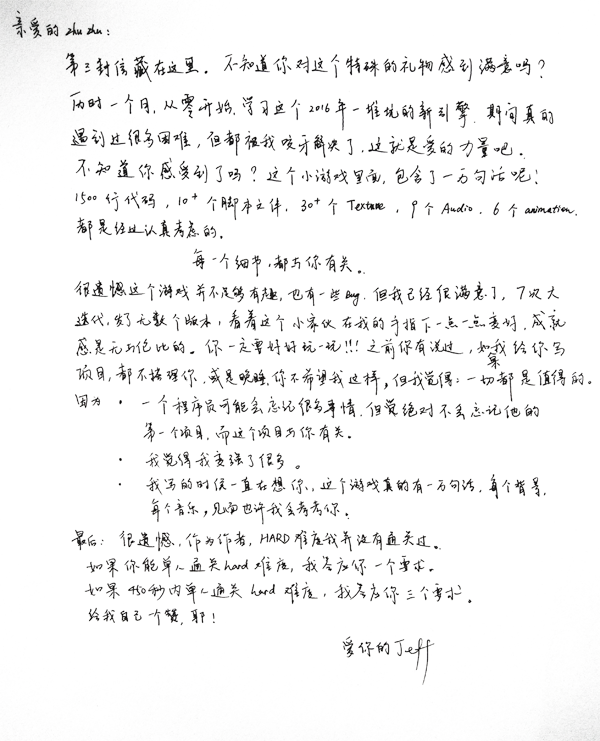 亲爱的 zhu zhu：
第三封信藏在这里。不知道你对这个特殊的礼物感到满意吗？
历时一个月，从零开始，学习这个2016年一堆坑的新引擎，期间真的
遇到过很多困难，但都被我咬牙解决了，这就是爱的力量吧。
不知道你感受到了吗？这个小游戏里面，包含了一万句话呢！
1500行代码，10+个脚本文件，30+个Texture，9个Audio，6个animation，
都是经过认真考虑的。
每一个细节，都与你有关。
很遗憾这个游戏并不足够有趣，也有一些bug，但我已经很满意了，7次大
迭代，发了无数个版本，看着这个小家伙在我的手指下一点一点变好，成就
感是无与伦比的。你一定要好好玩一玩!!! 之前你有说过，如果我给你写
项目，都不搭理你，或是晚睡，你不希望我这样，但我觉得：一切都是值得的。
因为 · 一个程序员可能会忘记很多事情，但觉绝对不会忘记他的
第一个项目，而这个项目与你有关。
· 我觉得我变强了很多。
· 我写的时侯一直在想你，这个游戏真的有一万句话，每个背景，
每个音乐，见面也许我会考考你。
最后：很遗憾，作为作者，HARD难度我并没有通关过。
如果你能单人通关hard难度，我答应你一个要求。
如果450秒内单人通关hard难度，我答应你三个要求。
给我自己一个赞，耶！
爱你的Jeff